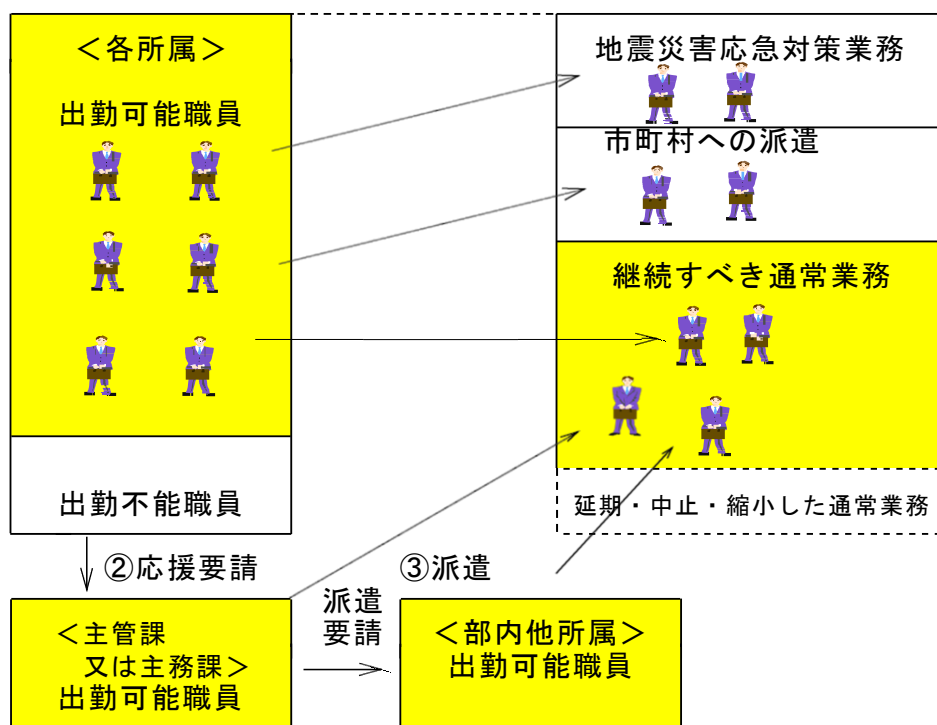 ＜各所属＞
出勤可能職員
出勤不能職員
地震災害応急対策業務
市町村への派遣
継続すべき通常業務
延期・中止・縮小した通常業務
②応援要請
③派遣
派遣
要請
＜主管課
又は主務課＞
出勤可能職員
＜部内他所属＞
出勤可能職員